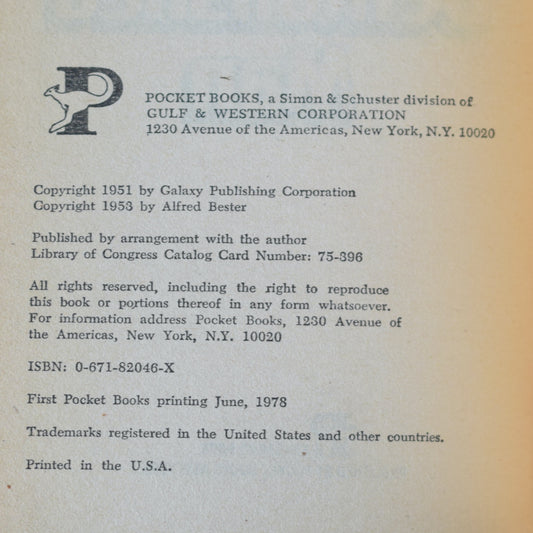 P
POCKET BOOKS, a Simon & Schuster division of
GULF & WESTERN CORPORATION
1230 Avenue of the Americas, New York, N.Y. 10020
Copyright 1951 by Galaxy Publishing Corporation
Copyright 1953 by Alfred Bester
Published by arrangement with the author
Library of Congress Catalog Card Number: 75-396
All rights reserved, including the right to reproduce
this book or portions thereof in any form whatsoever.
For information address Pocket Books, 1230 Avenue of
the Americas, New York, N.Y. 10020
ISBN: 0-671-82046-X
First Pocket Books printing June, 1978
Trademarks registered in the United States and other countries.
Printed in the U.S.A.